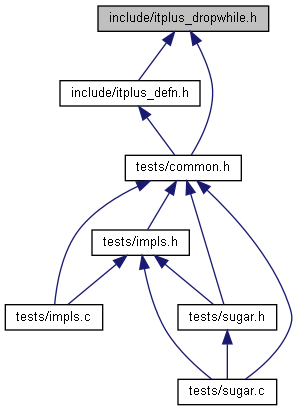 include/itplus_dropwhile.h
include/itplus_defn.h
tests/common.h
tests/impls.h
tests/impls.c
tests/sugar.h
tests/sugar.c